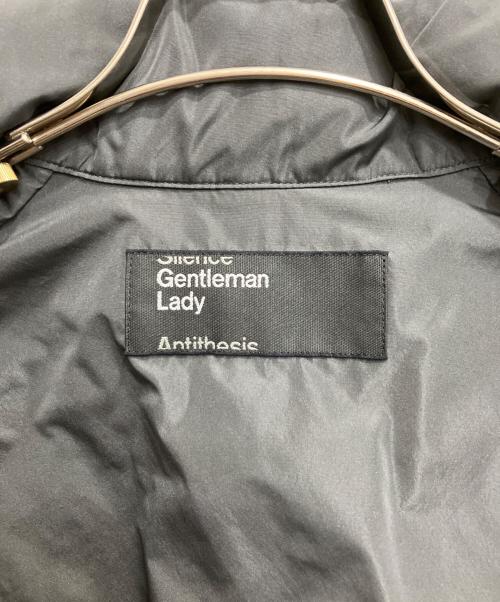 Silence
Gentleman
Lady
Antithesis